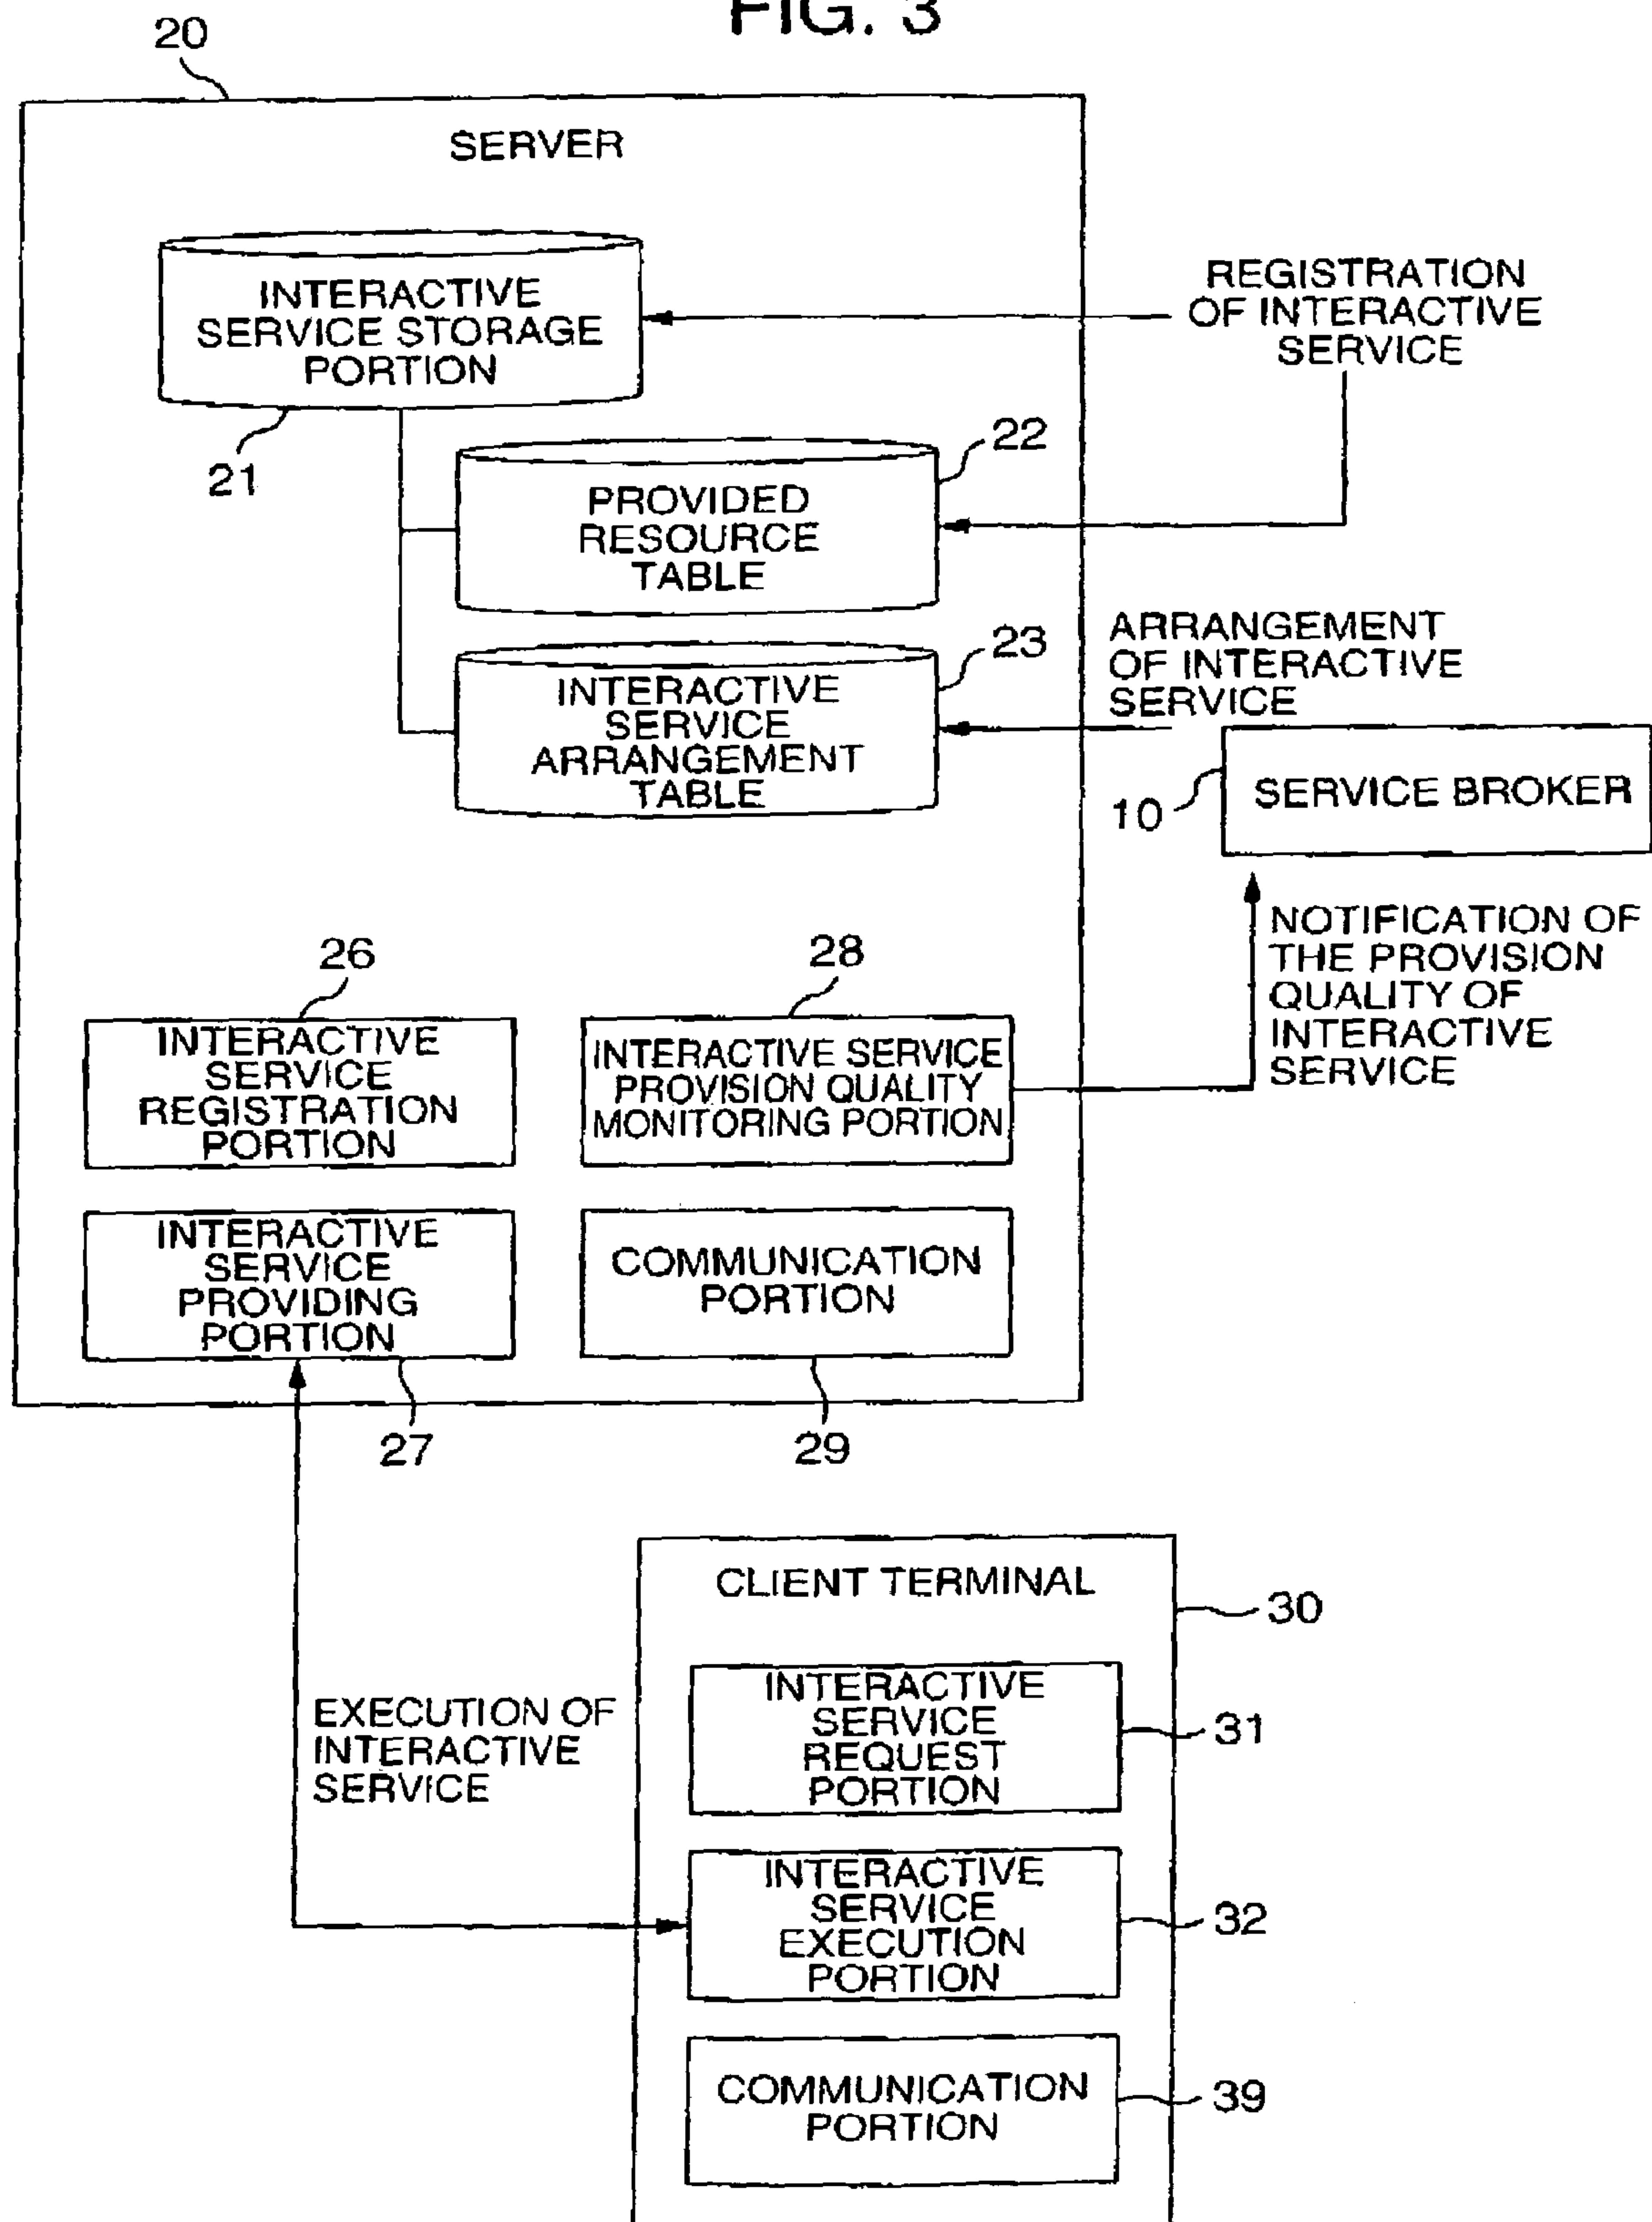 FIG. 3
20
SERVER
INTERACTIVE
SERVICE STORAGE
PORTION
21
REGISTRATION
OF INTERACTIVE
SERVICE
22
PROVIDED
RESOURCE
TABLE
23
INTERACTIVE
SERVICE
ARRANGEMENT
TABLE
ARRANGEMENT
OF INTERACTIVE
SERVICE
10
SERVICE BROKER
NOTIFICATION OF
THE PROVISION
QUALITY OF
INTERACTIVE
SERVICE
26
INTERACTIVE
SERVICE
REGISTRATION
PORTION
28
INTERACTIVE SERVICE
PROVISION QUALITY
MONITORING PORTION
INTERACTIVE
SERVICE
PROVIDING
PORTION
27
COMMUNICATION
PORTION
29
EXECUTION OF
INTERACTIVE
SERVICE
CLIENT TERMINAL
30
INTERACTIVE
SERVICE
REQUEST
PORTION
31
INTERACTIVE
SERVICE
EXECUTION
PORTION
32
COMMUNICATION
PORTION
39